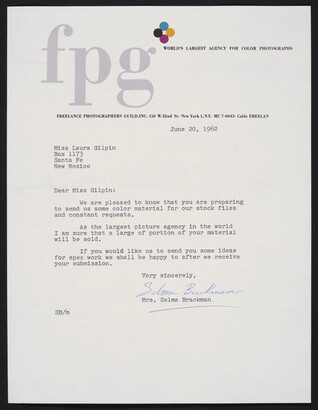 fpg
WORLD'S LARGEST AGENCY FOR COLOR PHOTOGRAPHS
FREELANCE PHOTOGRAPHERS GUILD, INC. 110 W. 32nd St. New York 1, N.Y. MC 7-0045 Cable FREELAN
June 20, 1962
Miss Laura Gilpin
Box 1173
Santa Fe
New Mexico
Dear Miss Gilpin:
We are pleased to know that you are preparing
to send us some color material for our stock files
and constant requests.
As the largest picture agency in the world
I am sure that a large of portion of your material
will be sold.
If you would like us to send you some ideas
for spec work we shall be happy to after we receive
your submission.
Very sincerely,
Selma Brackman
Mrs. Selma Brackman
SB/m